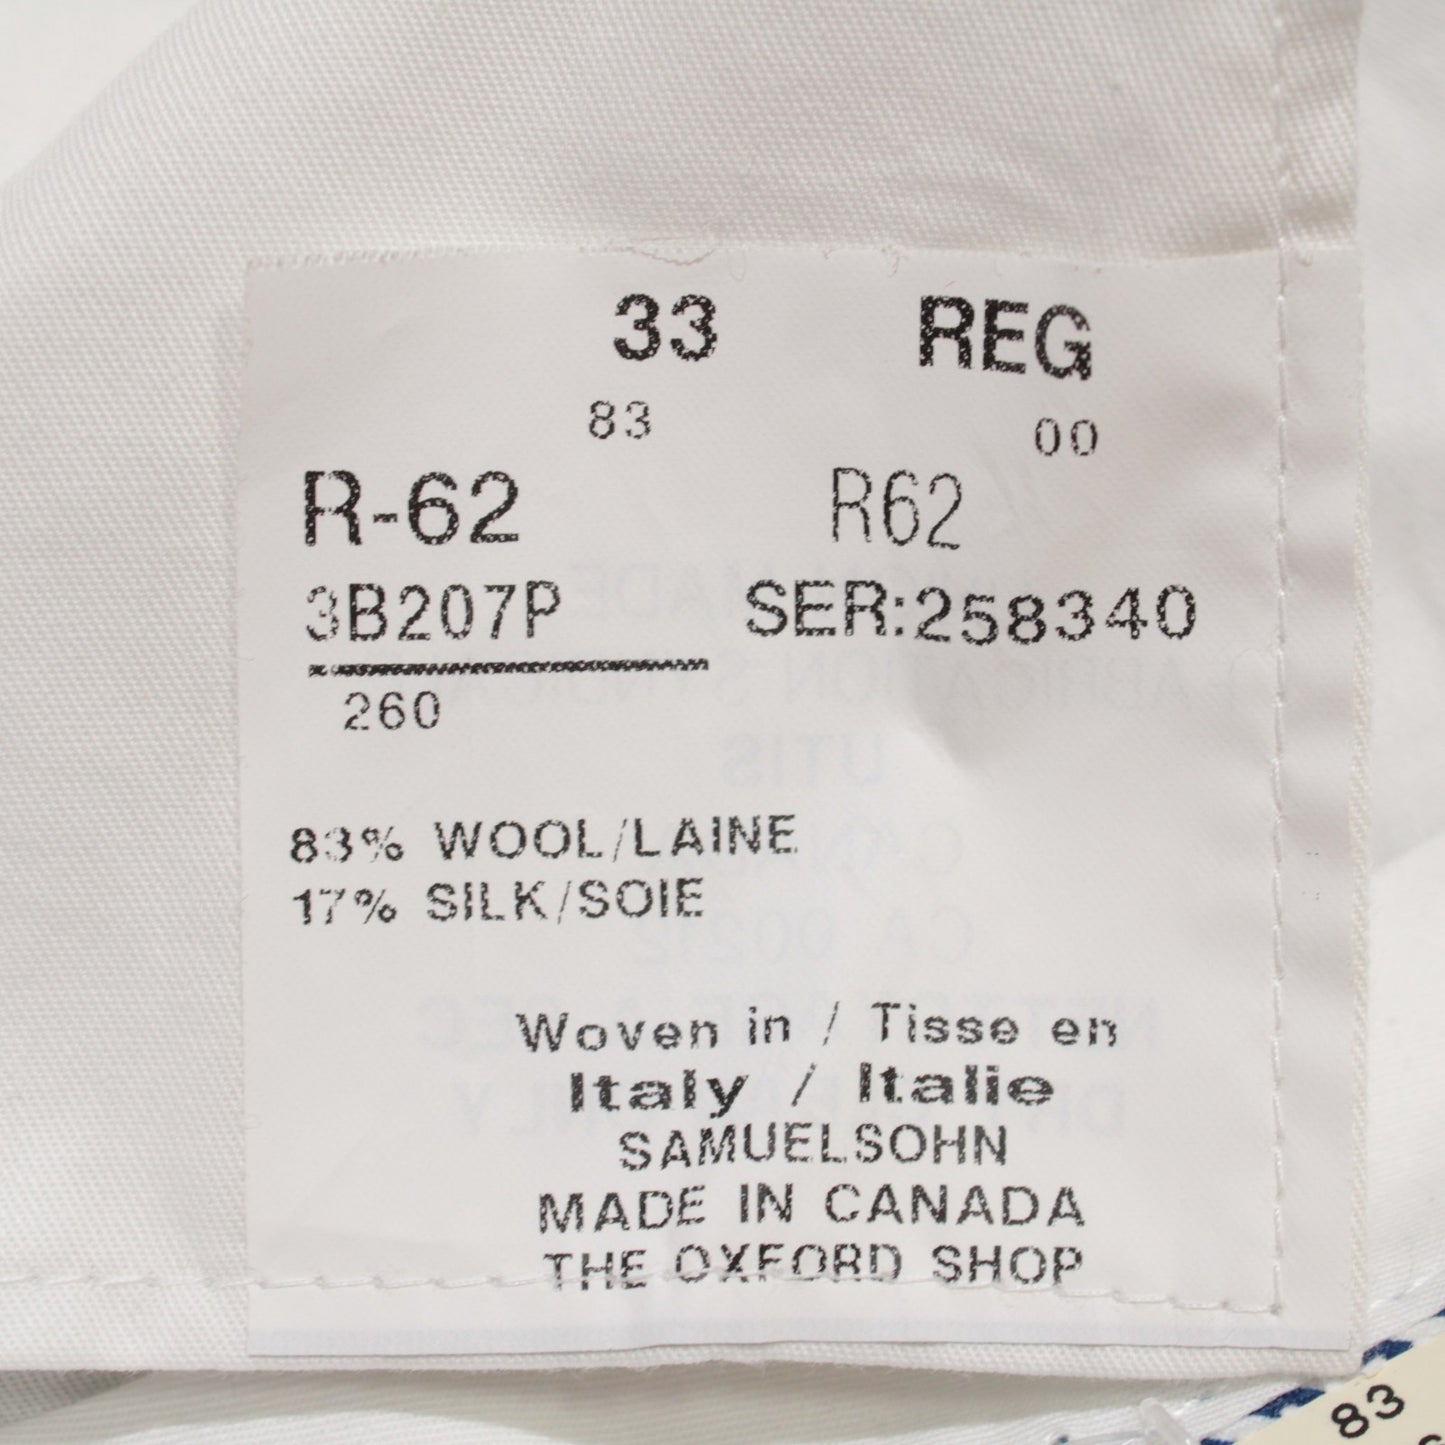 33 REG
83 00
R-62 R62
3B207P SER:258340
260
83% WOOL/LAINE
17% SILK/SOIE
Woven in / Tisse en
Italy / Italie
SAMUELSOHN
MADE IN CANADA
THE OXFORD SHOP
83